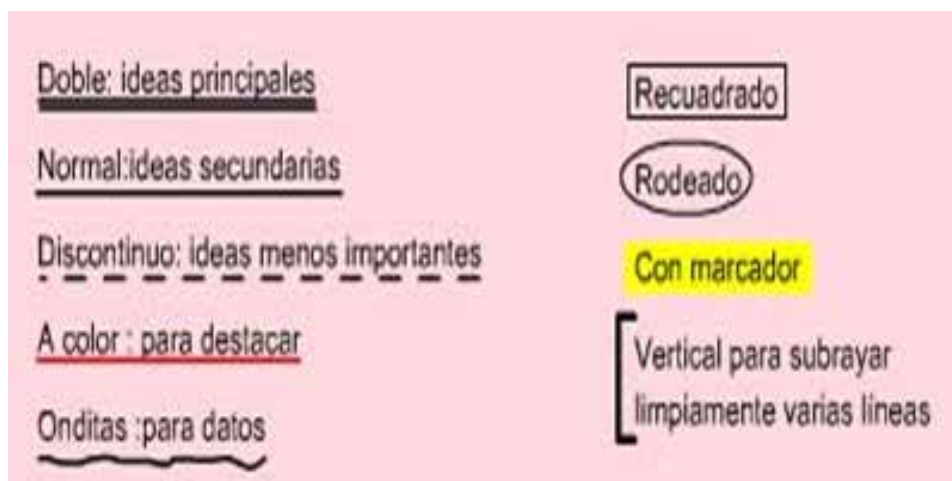 Doble: ideas principales
Normal:ideas secundarias
Discontinuo: ideas menos importantes
A color : para destacar
Onditas :para datos
Recuadrado
Rodeado
Con marcador
Vertical para subrayar
limpiamente varias lineas